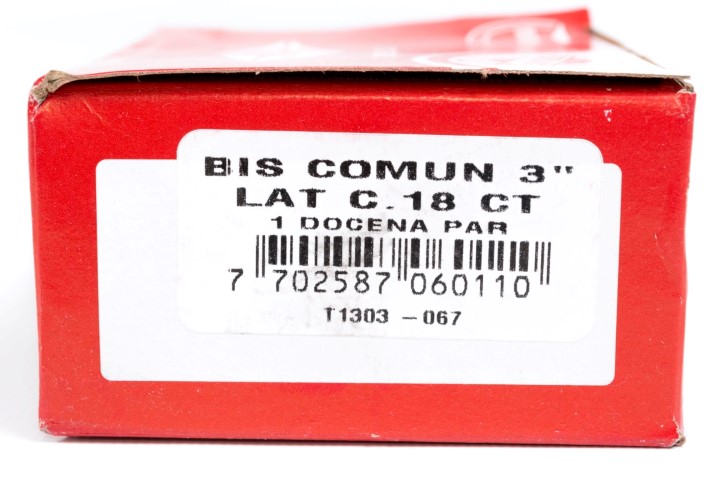 BIS COMUN 3"
LAT C.18 CT
1 DOCENA PAR
7 702587 060110
T1303 -067